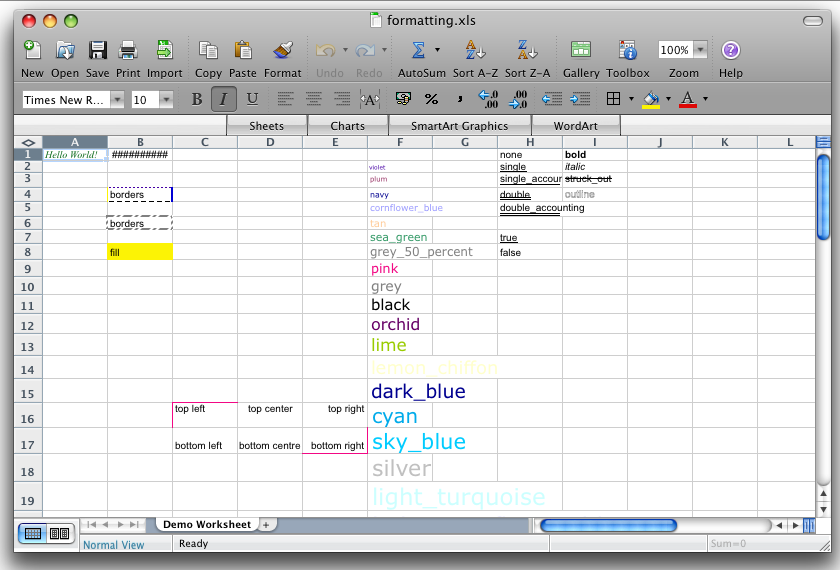 formatting.xls
New Open Save Print Import Copy Paste Format Undo Redo AutoSum Sort A-Z Sort Z-A Gallery Toolbox 100% Zoom Help
Times New R... 10 B I U
Sheets Charts SmartArt Graphics WordArt
A B C D E F G H I J K L
1 Hello World! ########## none bold
2 violet single italic
3 plum single_accour struck_out
4 borders navy double outline
5 cornflower_blue double_accounting
6 borders tan
7 sea_green true
8 fill grey_50_percent false
9 pink
10 grey
11 black
12 orchid
13 lime
14 lemon_chiffon
15 dark_blue
16 top left top center top right cyan
17 bottom left bottom centre bottom right sky_blue
18 silver
19 light_turquoise
Demo Worksheet
Normal View Ready Sum=0